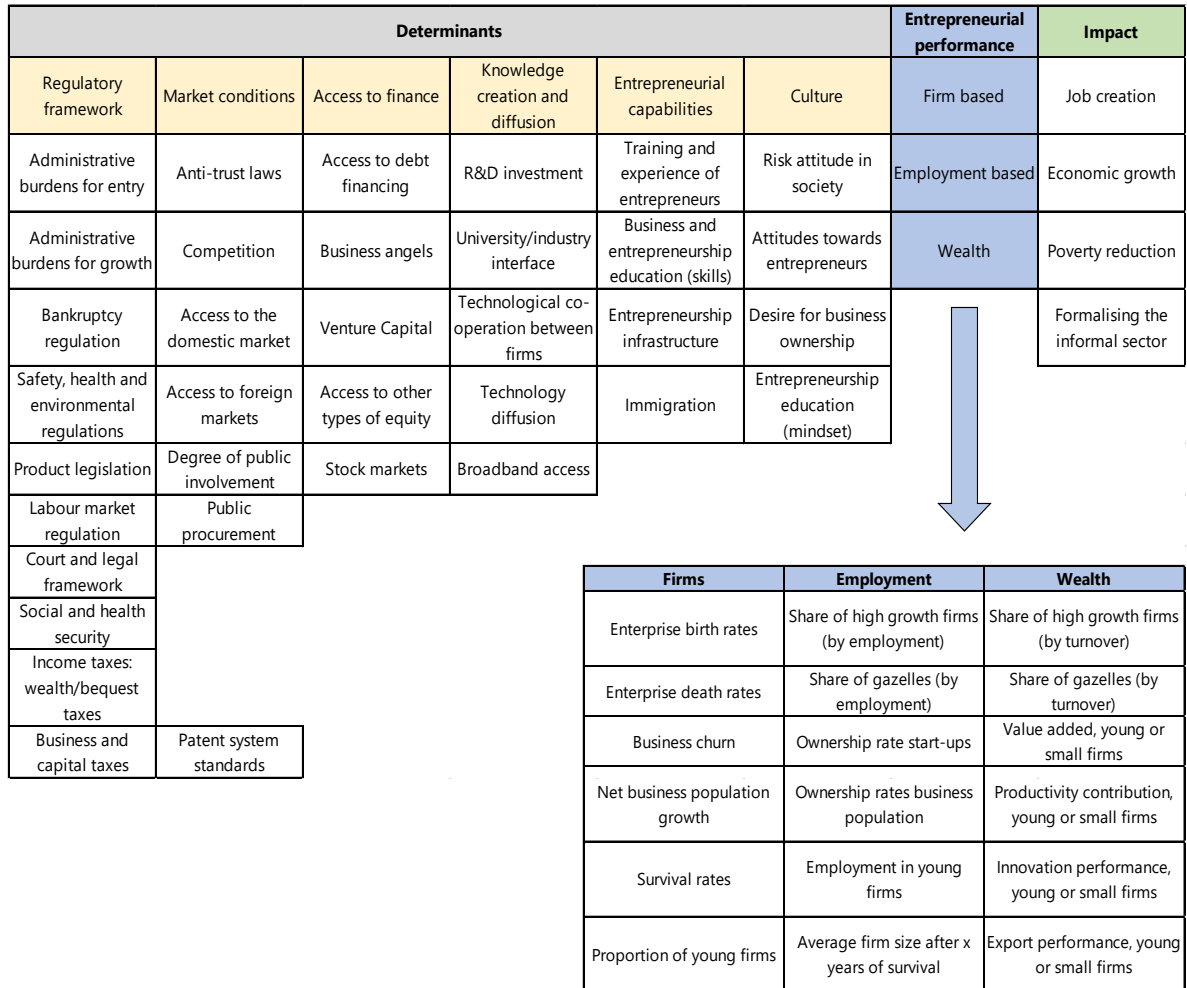 Determinants
Entrepreneurial
performance
Impact
Regulatory
framework
Market conditions
Access to finance
Knowledge
creation and
diffusion
Entrepreneurial
capabilities
Culture
Firm based
Job creation
Administrative
burdens for entry
Anti-trust laws
Access to debt
financing
R&D investment
Training and
experience of
entrepreneurs
Risk attitude in
society
Employment based
Economic growth
Administrative
burdens for growth
Competition
Business angels
University/industry
interface
Business and
entrepreneurship
education (skills)
Attitudes towards
entrepreneurs
Wealth
Poverty reduction
Bankruptcy
regulation
Access to the
domestic market
Venture Capital
Technological co-
operation between
firms
Entrepreneurship
infrastructure
Desire for business
ownership
Formalising the
informal sector
Safety, health and
environmental
regulations
Access to foreign
markets
Access to other
types of equity
Technology
diffusion
Immigration
Entrepreneurship
education
(mindset)
Product legislation
Degree of public
involvement
Stock markets
Broadband access
Labour market
regulation
Public
procurement
Court and legal
framework
Social and health
security
Income taxes:
wealth/bequest
taxes
Business and
capital taxes
Patent system
standards
Firms
Employment
Wealth
Enterprise birth rates
Share of high growth firms
(by employment)
Share of high growth firms
(by turnover)
Enterprise death rates
Share of gazelles (by
employment)
Share of gazelles (by
turnover)
Business churn
Ownership rate start-ups
Value added, young or
small firms
Net business population
growth
Ownership rates business
population
Productivity contribution,
young or small firms
Survival rates
Employment in young
firms
Innovation performance,
young or small firms
Proportion of young firms
Average firm size after x
years of survival
Export performance, young
or small firms